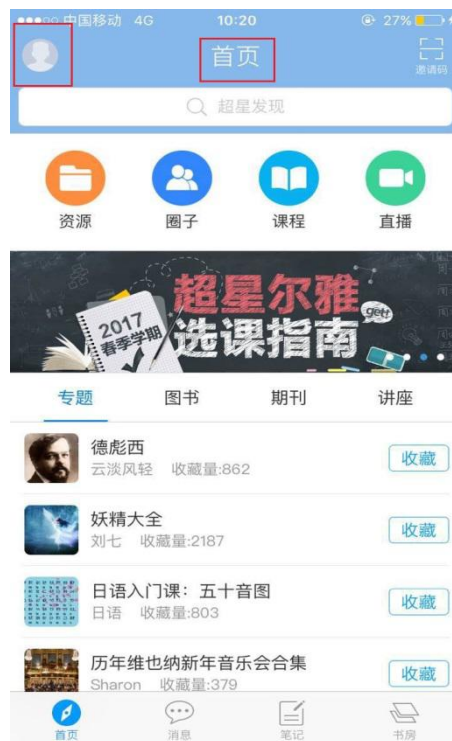 中国移动 4G 10:20 27%
首页
邀请码
超星发现
资源 圈子 课程 直播
超星尔雅
get
2017
春季学期
选课指南
专题 图书 期刊 讲座
德彪西
云淡风轻 收藏量:862
收藏
妖精大全
刘七 收藏量:2187
收藏
日语入门课：五十音图
日语 收藏量:803
收藏
历年维也纳新年音乐会合集
Sharon 收藏量:379
收藏
首页 消息 笔记 书房